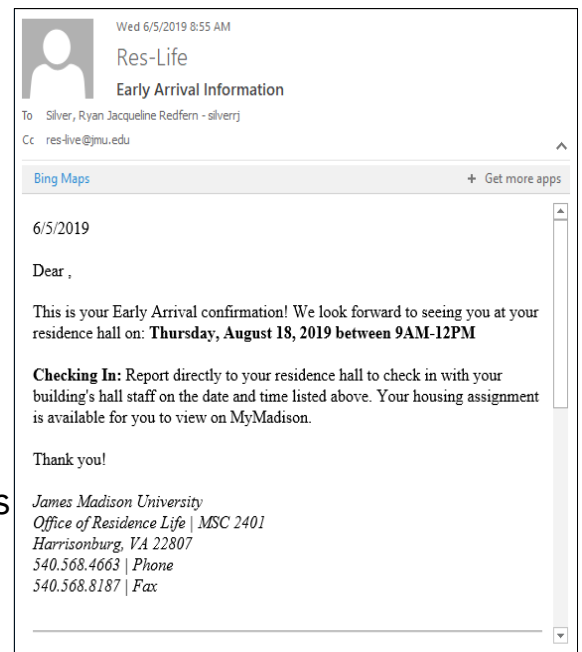 Wed 6/5/2019 8:55 AM
Res-Life
Early Arrival Information
To Silver, Ryan Jacqueline Redfern - silverrj
Cc res-live@jmu.edu
Bing Maps + Get more apps
6/5/2019
Dear ,
This is your Early Arrival confirmation! We look forward to seeing you at your
residence hall on: Thursday, August 18, 2019 between 9AM-12PM
Checking In: Report directly to your residence hall to check in with your
building's hall staff on the date and time listed above. Your housing assignment
is available for you to view on MyMadison.
Thank you!
s
James Madison University
Office of Residence Life | MSC 2401
Harrisonburg, VA 22807
540.568.4663 | Phone
540.568.8187 | Fax